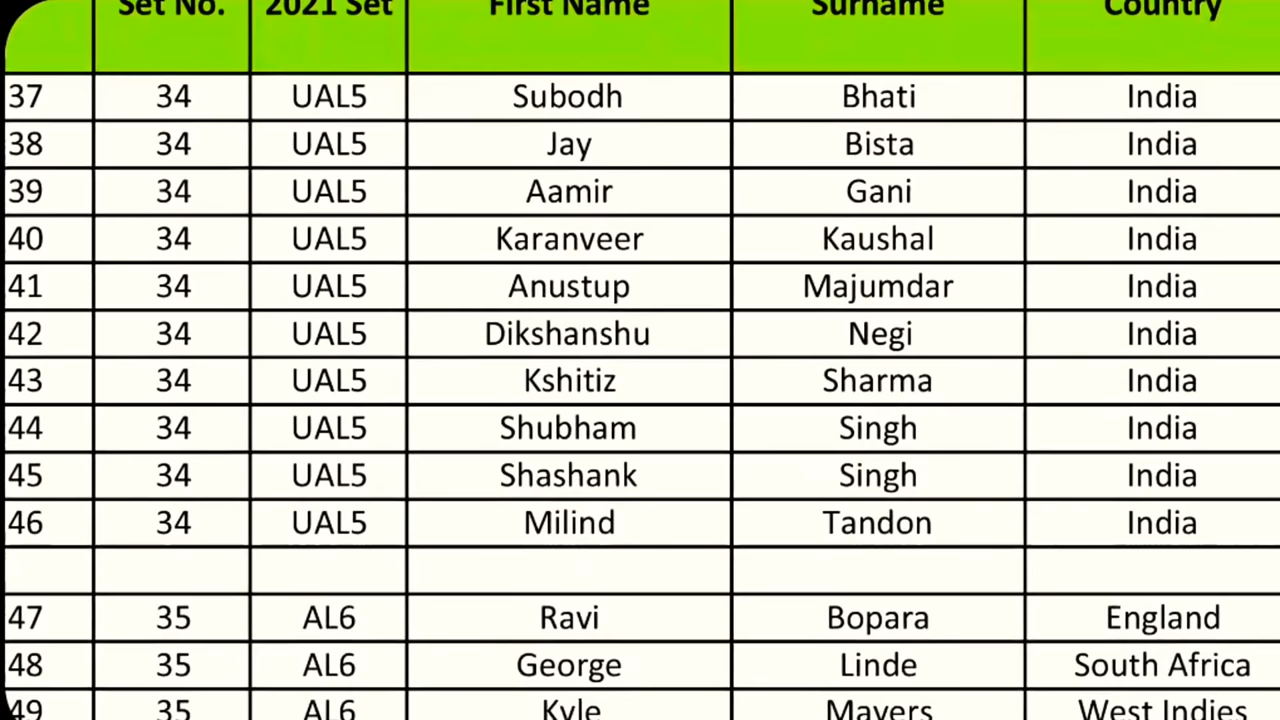 Set No. 2021 Set First Name Surname Country
37 34 UAL5 Subodh Bhati India
38 34 UAL5 Jay Bista India
39 34 UAL5 Aamir Gani India
40 34 UAL5 Karanveer Kaushal India
41 34 UAL5 Anustup Majumdar India
42 34 UAL5 Dikshanshu Negi India
43 34 UAL5 Kshitiz Sharma India
44 34 UAL5 Shubham Singh India
45 34 UAL5 Shashank Singh India
46 34 UAL5 Milind Tandon India
47 35 AL6 Ravi Bopara England
48 35 AL6 George Linde South Africa
49 35 AL6 Kyle Mayers West Indies